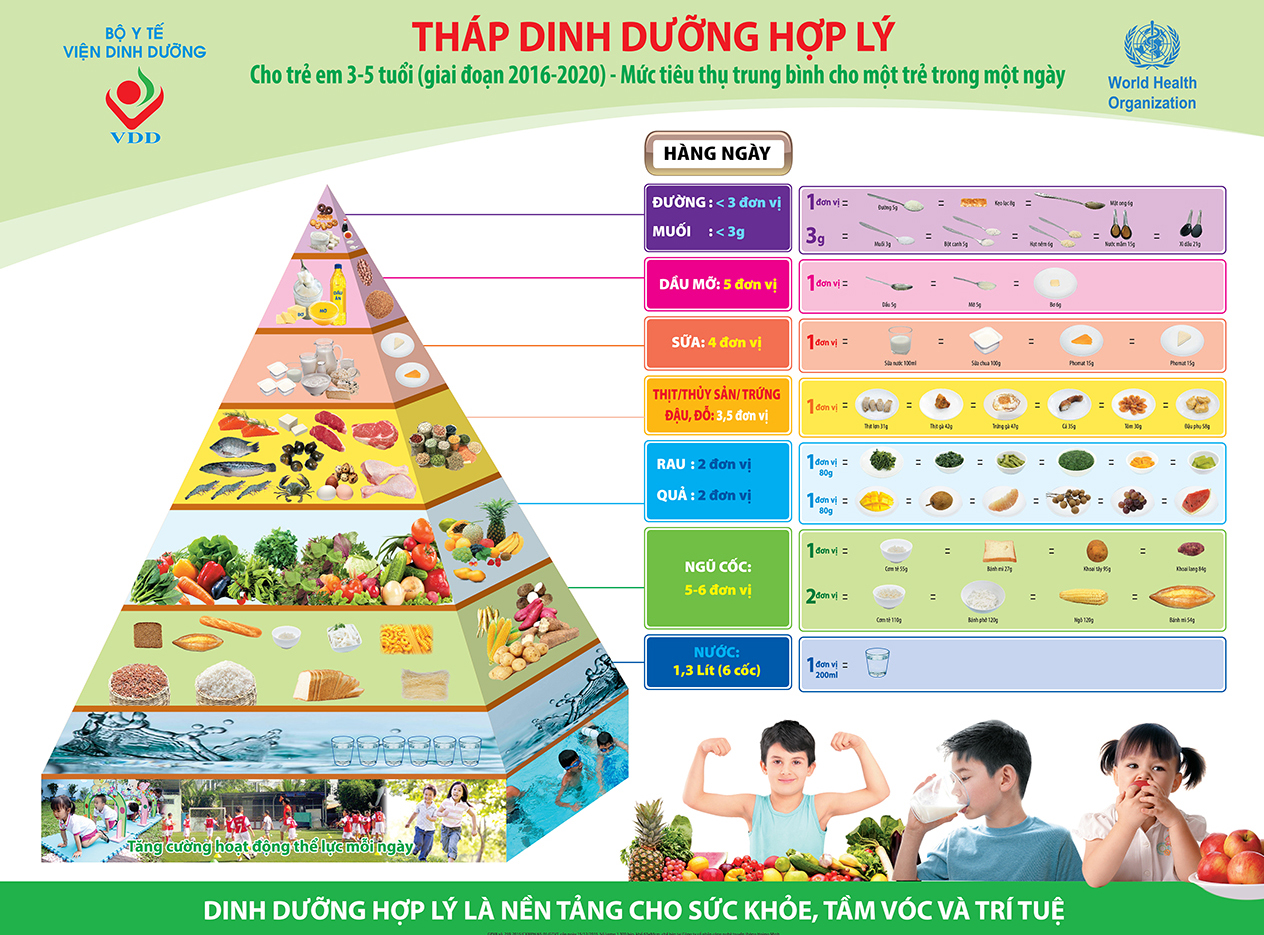 BỘ Y TẾ
VIỆN DINH DƯỠNG
VDD
THÁP DINH DƯỠNG HỢP LÝ
Cho trẻ em 3-5 tuổi (giai đoạn 2016-2020) - Mức tiêu thụ trung bình cho một trẻ trong một ngày
World Health
Organization
HÀNG NGÀY
ĐƯỜNG : < 3 đơn vị
MUỐI : < 3g
1 đơn vị = Đường 5g = Kẹo lạc 8g = Mật ong 6g
3g = Muối 3g = Bột canh 5g = Hạt nêm 6g = Nước mắm 15g = Xì dầu 21g
DẦU MỠ: 5 đơn vị
1 đơn vị = Dầu 5g = Mỡ 5g = Bơ 6g
DẦU ĂN
BƠ
MỠ
SỮA: 4 đơn vị
1 đơn vị = Sữa nước 100ml = Sữa chua 100g = Phomat 15g = Phomat 15g
THỊT/THỦY SẢN/ TRỨNG
ĐẬU, ĐỖ: 3,5 đơn vị
1 đơn vị = Thịt lợn 31g = Thịt gà 42g = Trứng gà 47g = Cá 35g = Tôm 30g = Đậu phụ 58g
RAU : 2 đơn vị
QUẢ : 2 đơn vị
1 đơn vị 80g = = = = = =
1 đơn vị 80g = = = = = =
NGŨ CỐC:
5-6 đơn vị
1 đơn vị = Cơm tẻ 55g = Bánh mì 27g = Khoai tây 95g = Khoai lang 84g
2 đơn vị = Cơm tẻ 110g = Bánh phở 120g = Ngô 120g = Bánh mì 54g
NƯỚC:
1,3 Lít (6 cốc)
1 đơn vị 200ml =
Tăng cường hoạt động thể lực mỗi ngày
DINH DƯỠNG HỢP LÝ LÀ NỀN TẢNG CHO SỨC KHỎE, TẦM VÓC VÀ TRÍ TUỆ